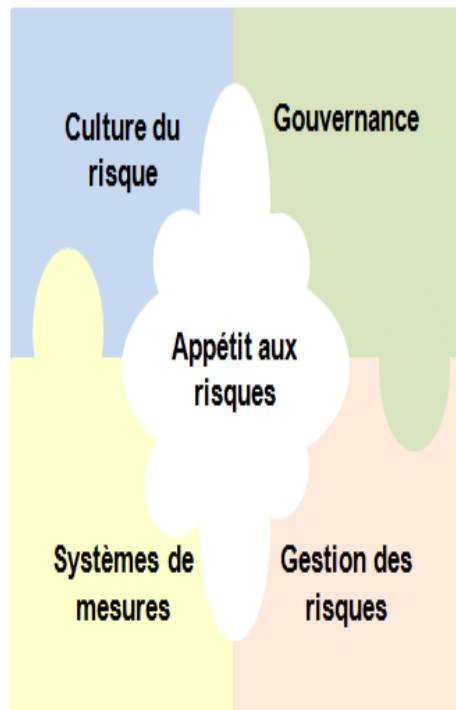 Culture du
risque
Gouvernance
Appétit aux
risques
Systèmes de
mesures
Gestion des
risques